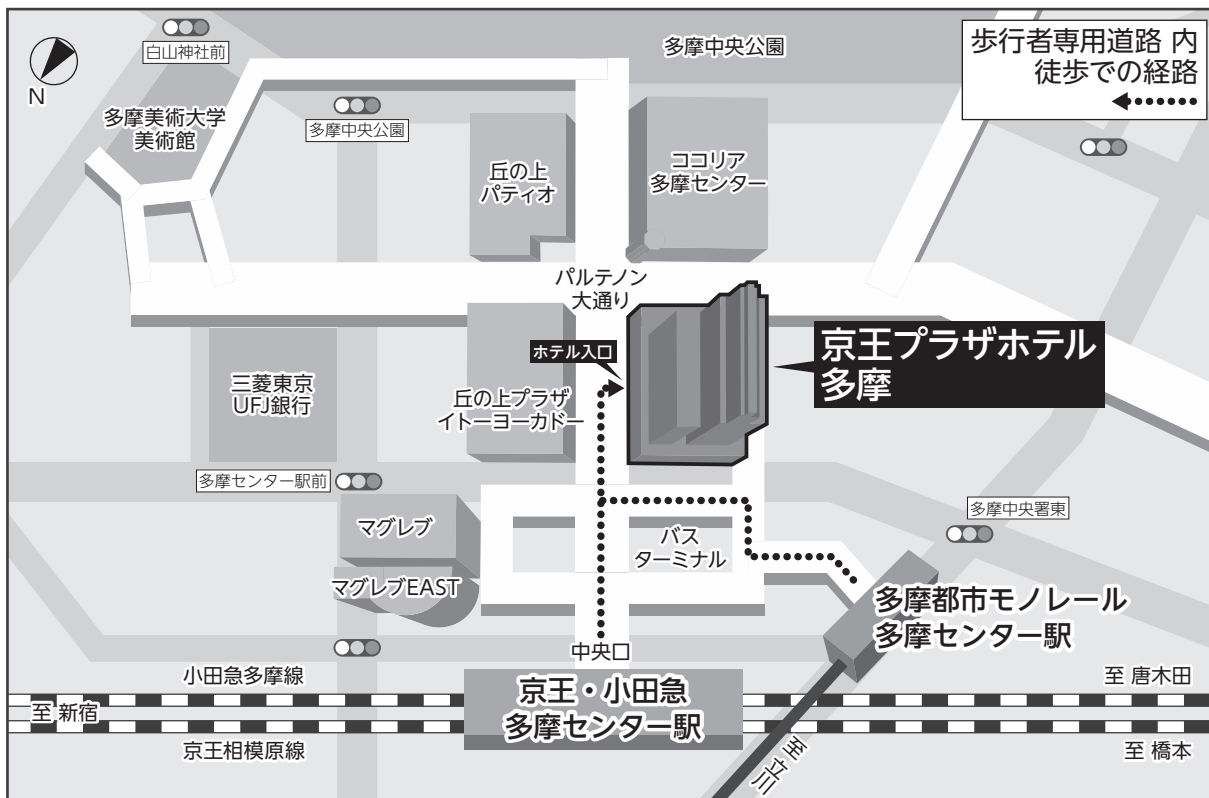 白山神社前
N
多摩美術大学
美術館
多摩中央公園
多摩中央公園
歩行者専用道路 内
徒歩での経路
丘の上
パティオ
ココリア
多摩センター
パルテノン
大通り
ホテル入口
京王プラザホテル
多摩
三菱東京
UFJ銀行
丘の上プラザ
イトーヨーカドー
多摩センター駅前
マグレブ
マグレブEAST
バス
ターミナル
多摩中央署東
多摩都市モノレール
多摩センター駅
中央口
小田急多摩線
京王・小田急
多摩センター駅
至 唐木田
至 新宿
京王相模原線
至 橋本
至 立川